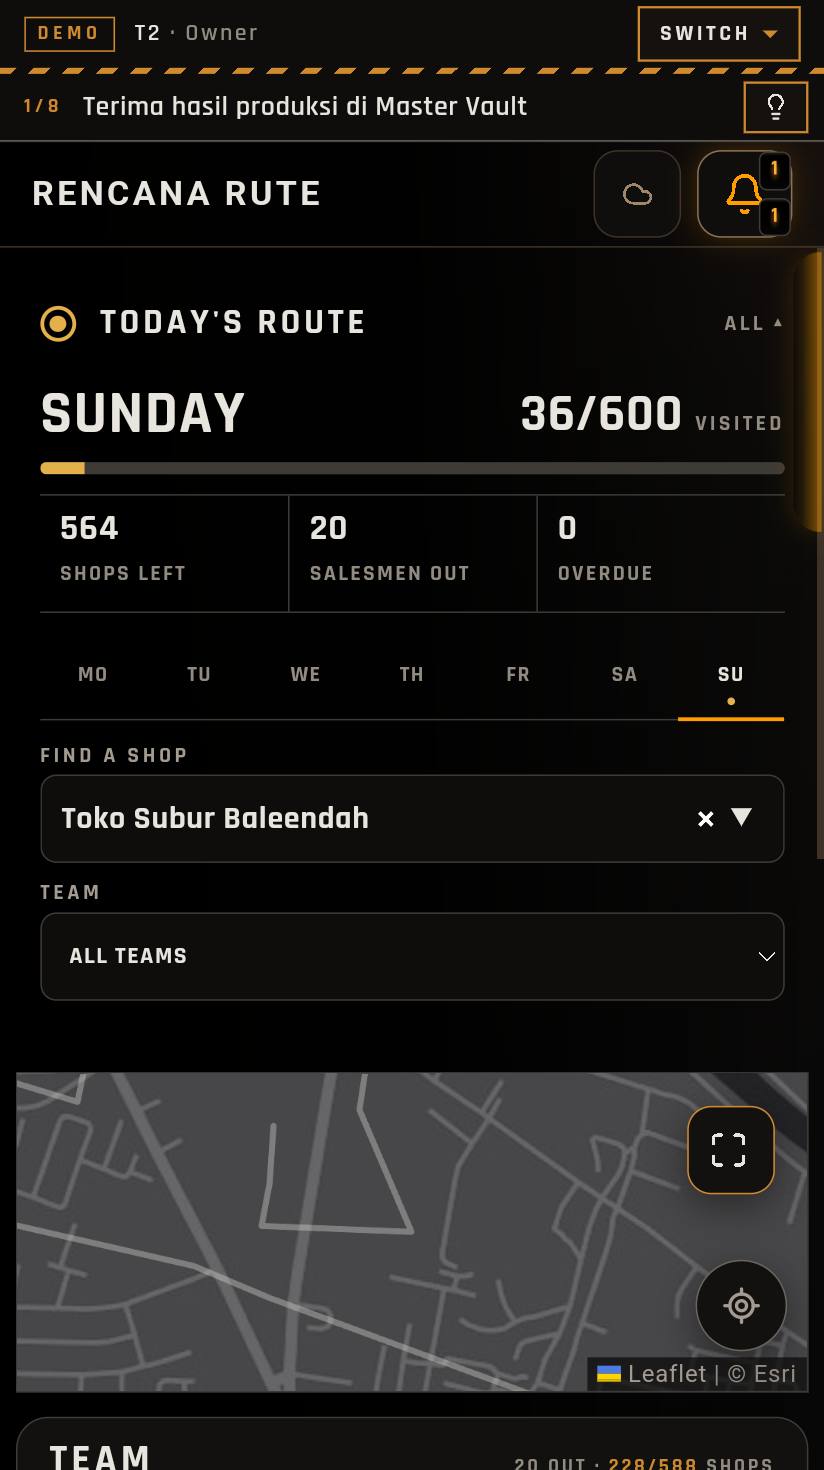 DEMO T2 · Owner SWITCH
1/8 Terima hasil produksi di Master Vault
RENCANA RUTE
1
1
TODAY'S ROUTE ALL ▲
SUNDAY 36/600 VISITED
564 20 0
SHOPS LEFT SALESMEN OUT OVERDUE
MO TU WE TH FR SA SU
FIND A SHOP
Toko Subur Baleendah × ▼
TEAM
ALL TEAMS
Leaflet | © Esri
TEAM 20 OUT · 228/588 SHOPS